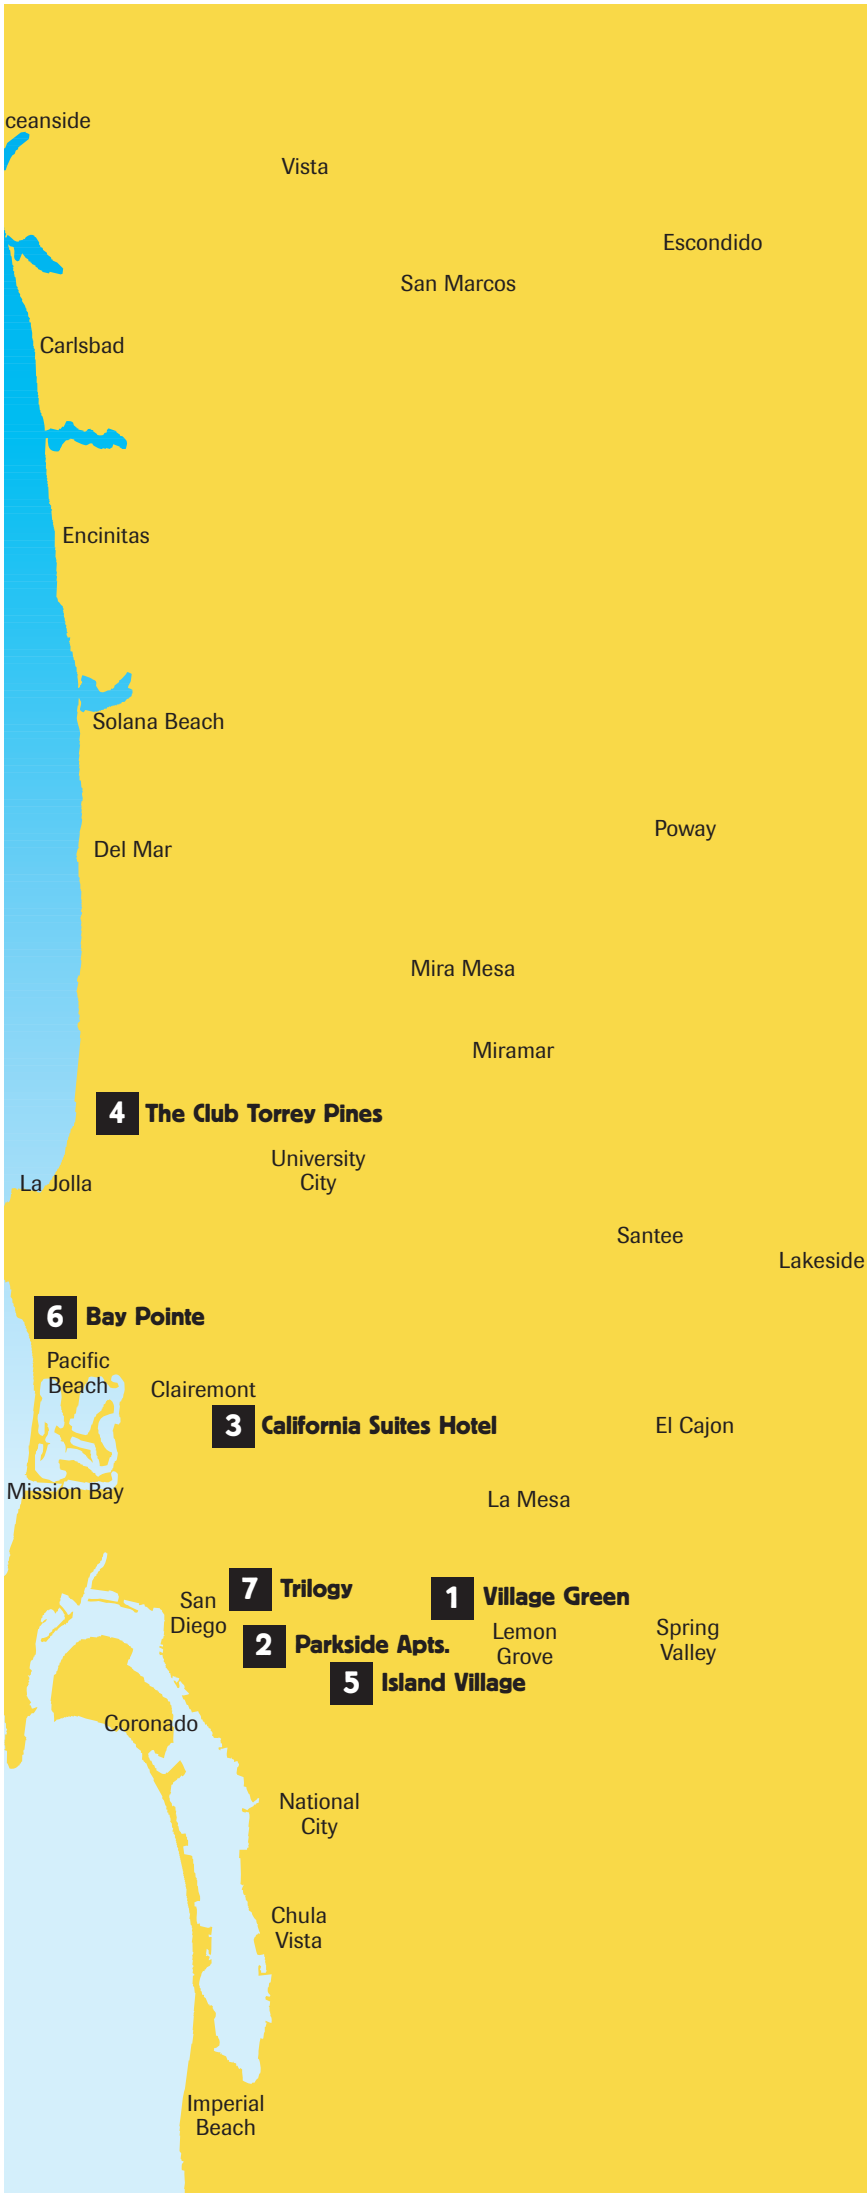 ceanside
Vista
Escondido
San Marcos
Carlsbad
Encinitas
Solana Beach
Poway
Del Mar
Mira Mesa
Miramar
4 The Club Torrey Pines
University
City
La Jolla
Santee
Lakeside
6 Bay Pointe
Pacific
Beach
Clairemont
3 California Suites Hotel
El Cajon
Mission Bay
La Mesa
7 Trilogy
1 Village Green
San
Diego
Lemon
Grove
Spring
Valley
2 Parkside Apts.
5 Island Village
Coronado
National
City
Chula
Vista
Imperial
Beach